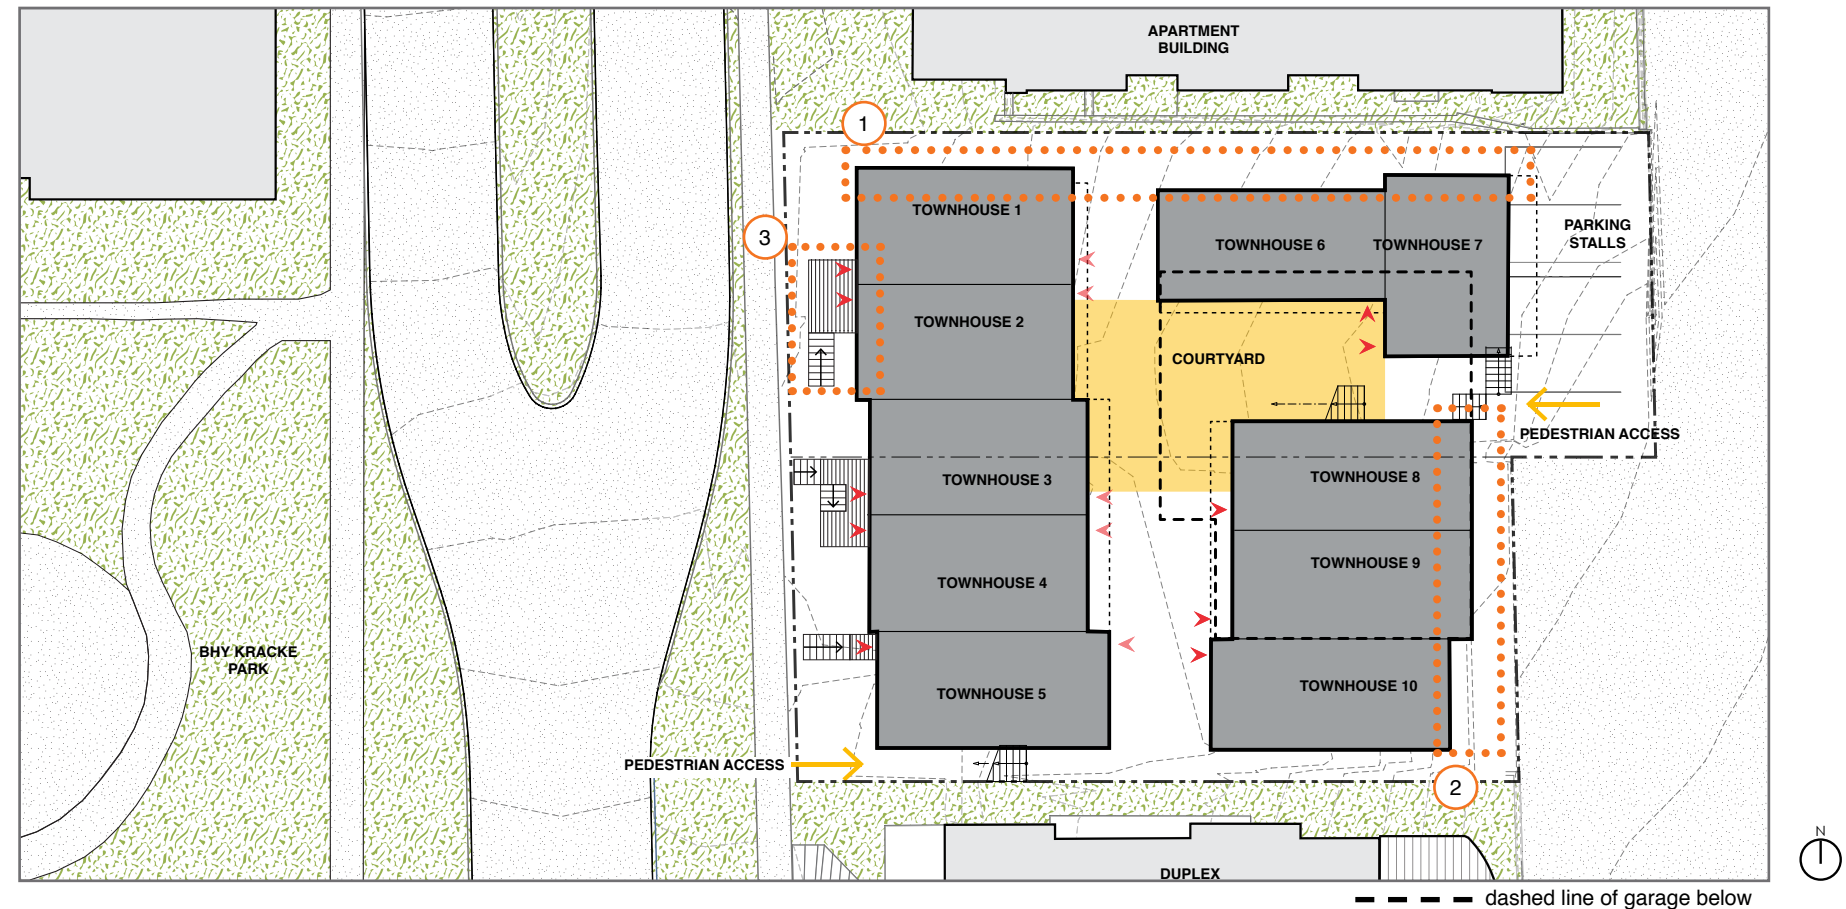 APARTMENT
BUILDING
1
TOWNHOUSE 1
3
PARKING
STALLS
TOWNHOUSE 6
TOWNHOUSE 7
TOWNHOUSE 2
COURTYARD
PEDESTRIAN ACCESS
TOWNHOUSE 3
TOWNHOUSE 8
TOWNHOUSE 9
TOWNHOUSE 4
BHY KRACKE
PARK
TOWNHOUSE 5
TOWNHOUSE 10
PEDESTRIAN ACCESS
2
N
DUPLEX
dashed line of garage below